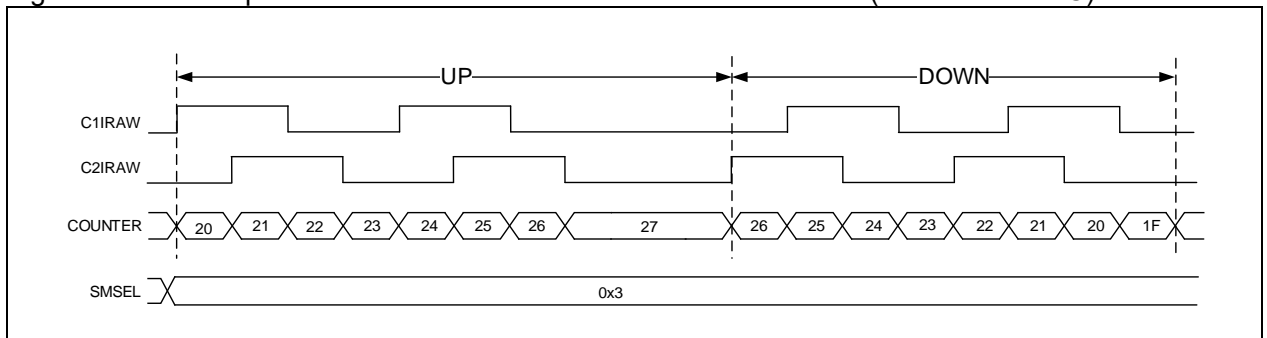 UP DOWN
C1IRAW
C2IRAW
COUNTER 20 21 22 23 24 25 26 27 26 25 24 23 22 21 20 1F
SMSEL 0x3